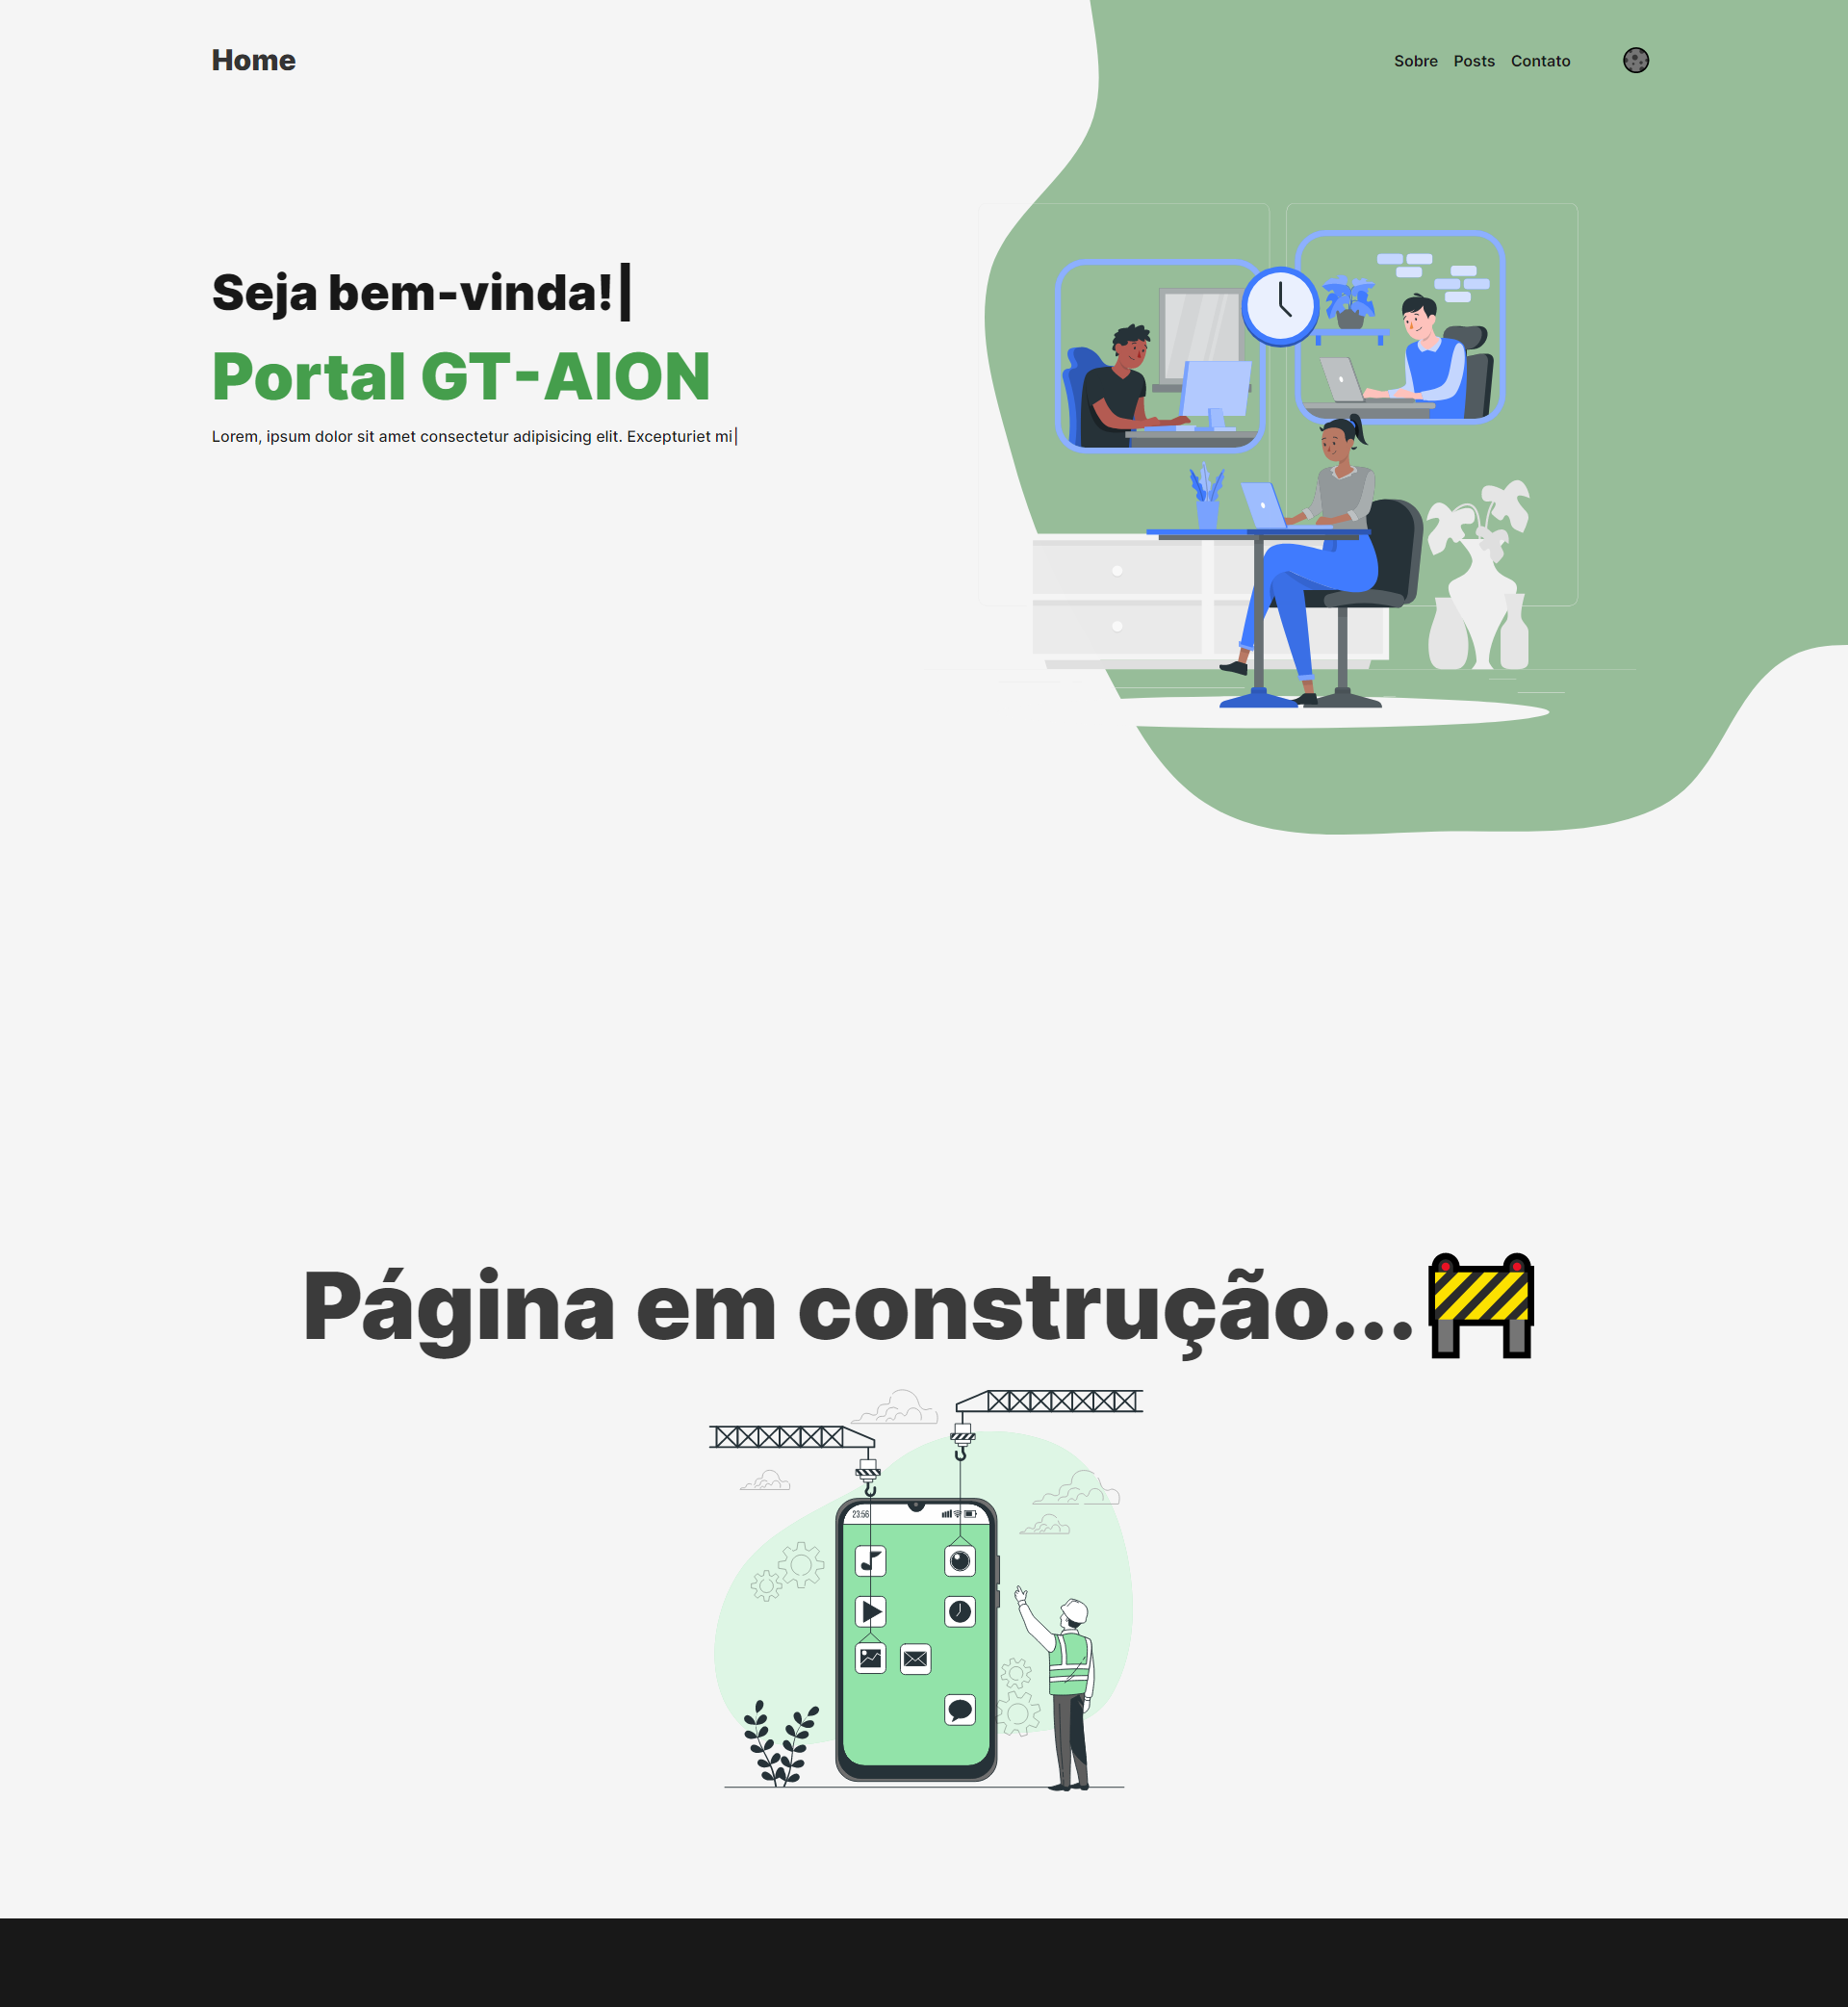 Home
Sobre Posts Contato
Seja bem-vinda!|
Portal GT-AION
Lorem, ipsum dolor sit amet consectetur adipisicing elit. Excepturiet mi|
Página em construção...
23:56